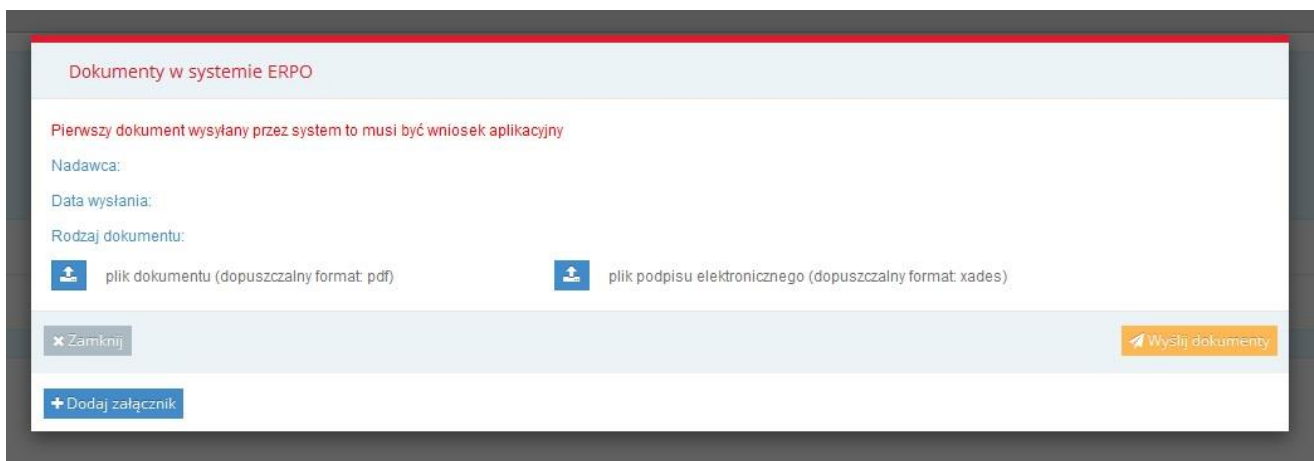 Dokumenty w systemie ERPO
Pierwszy dokument wysyłany przez system to musi być wniosek aplikacyjny
Nadawca:
Data wysłania:
Rodzaj dokumentu:
plik dokumentu (dopuszczalny format: pdf)
plik podpisu elektronicznego (dopuszczalny format: xades)
Zamknij
Wyślij dokumenty
Dodaj załącznik